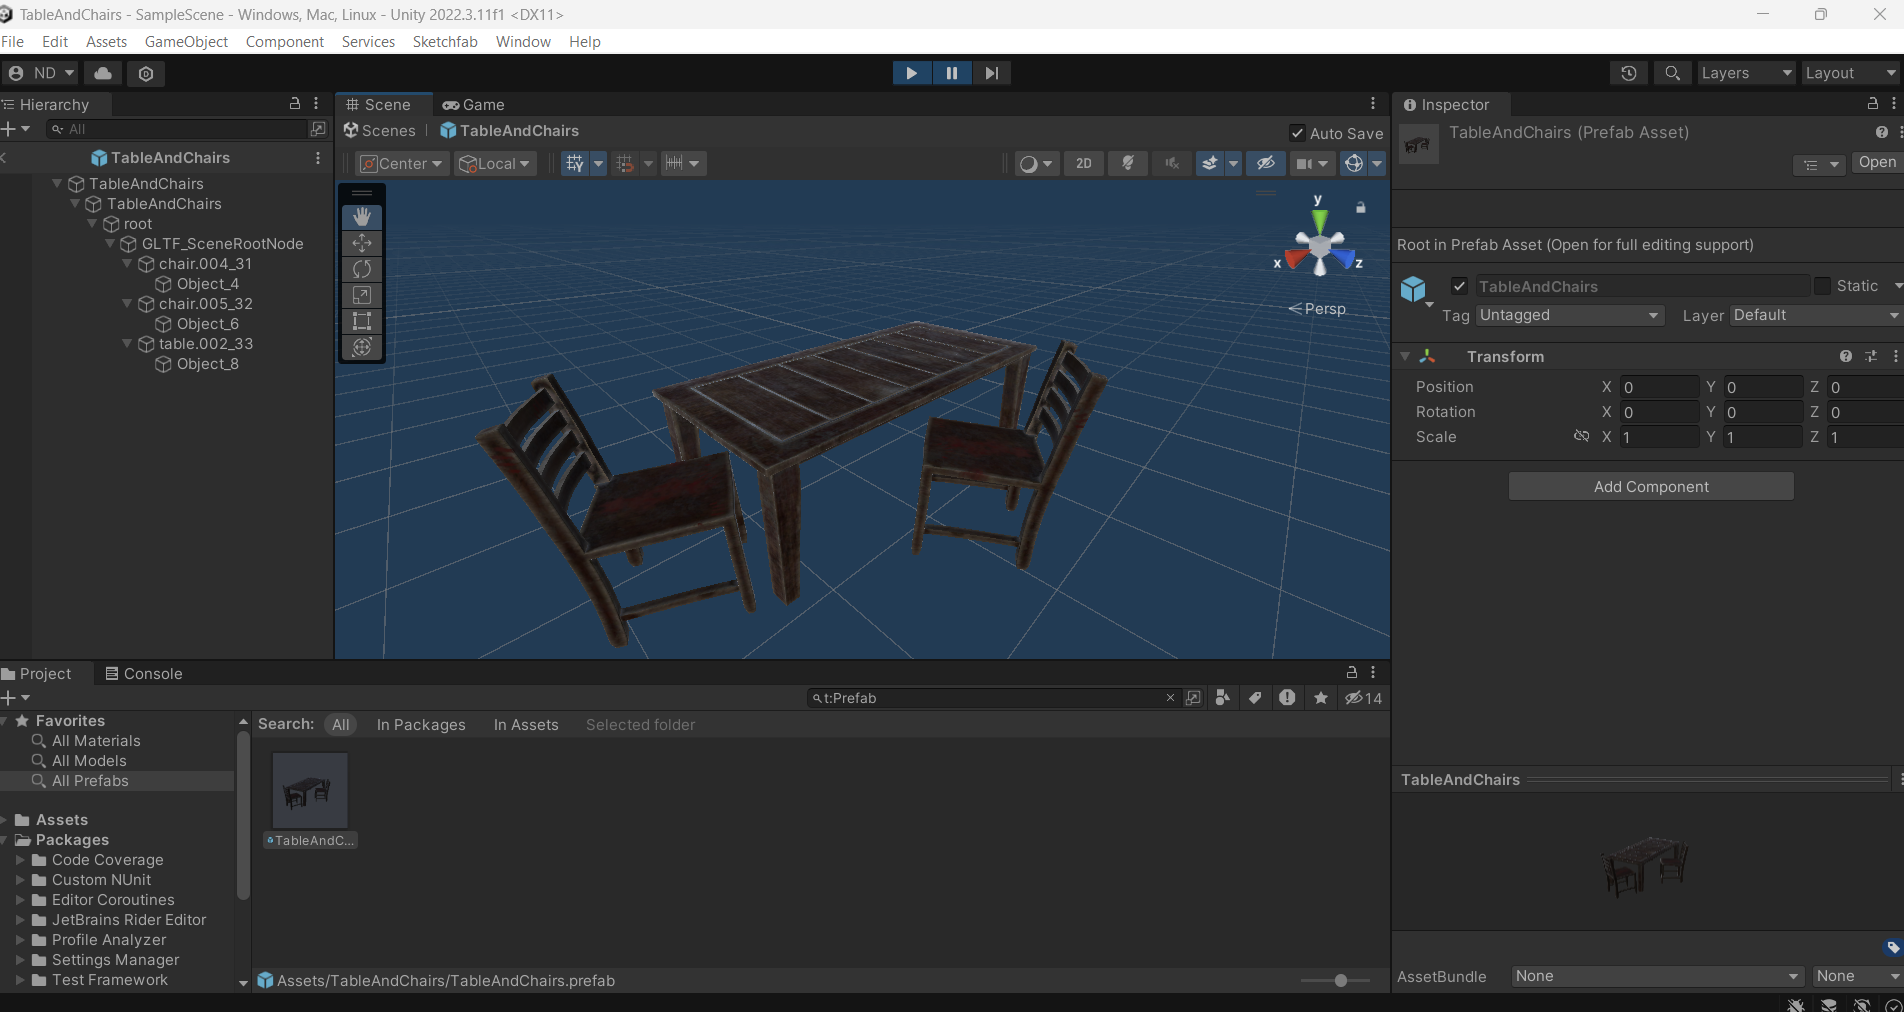 TableAndChairs - SampleScene - Windows, Mac, Linux - Unity 2022.3.11f1 <DX11>
File Edit Assets GameObject Component Services Sketchfab Window Help
ND
Layers
Layout
Hierarchy
All
TableAndChairs
TableAndChairs
TableAndChairs
root
GLTF_SceneRootNode
chair.004_31
Object_4
chair.005_32
Object_6
table.002_33
Object_8
Scene
Game
Scenes | TableAndChairs
Auto Save
Center
Local
2D
y
x
z
Persp
Inspector
TableAndChairs (Prefab Asset)
Open
Root in Prefab Asset (Open for full editing support)
TableAndChairs
Static
Tag Untagged
Layer Default
Transform
Position X 0 Y 0 Z 0
Rotation X 0 Y 0 Z 0
Scale X 1 Y 1 Z 1
Add Component
Project
Console
t:Prefab
14
Favorites
All Materials
All Models
All Prefabs
Assets
Packages
Code Coverage
Custom NUnit
Editor Coroutines
JetBrains Rider Editor
Profile Analyzer
Settings Manager
Test Framework
Search: All In Packages In Assets Selected folder
TableAndC...
Assets/TableAndChairs/TableAndChairs.prefab
TableAndChairs
AssetBundle None None